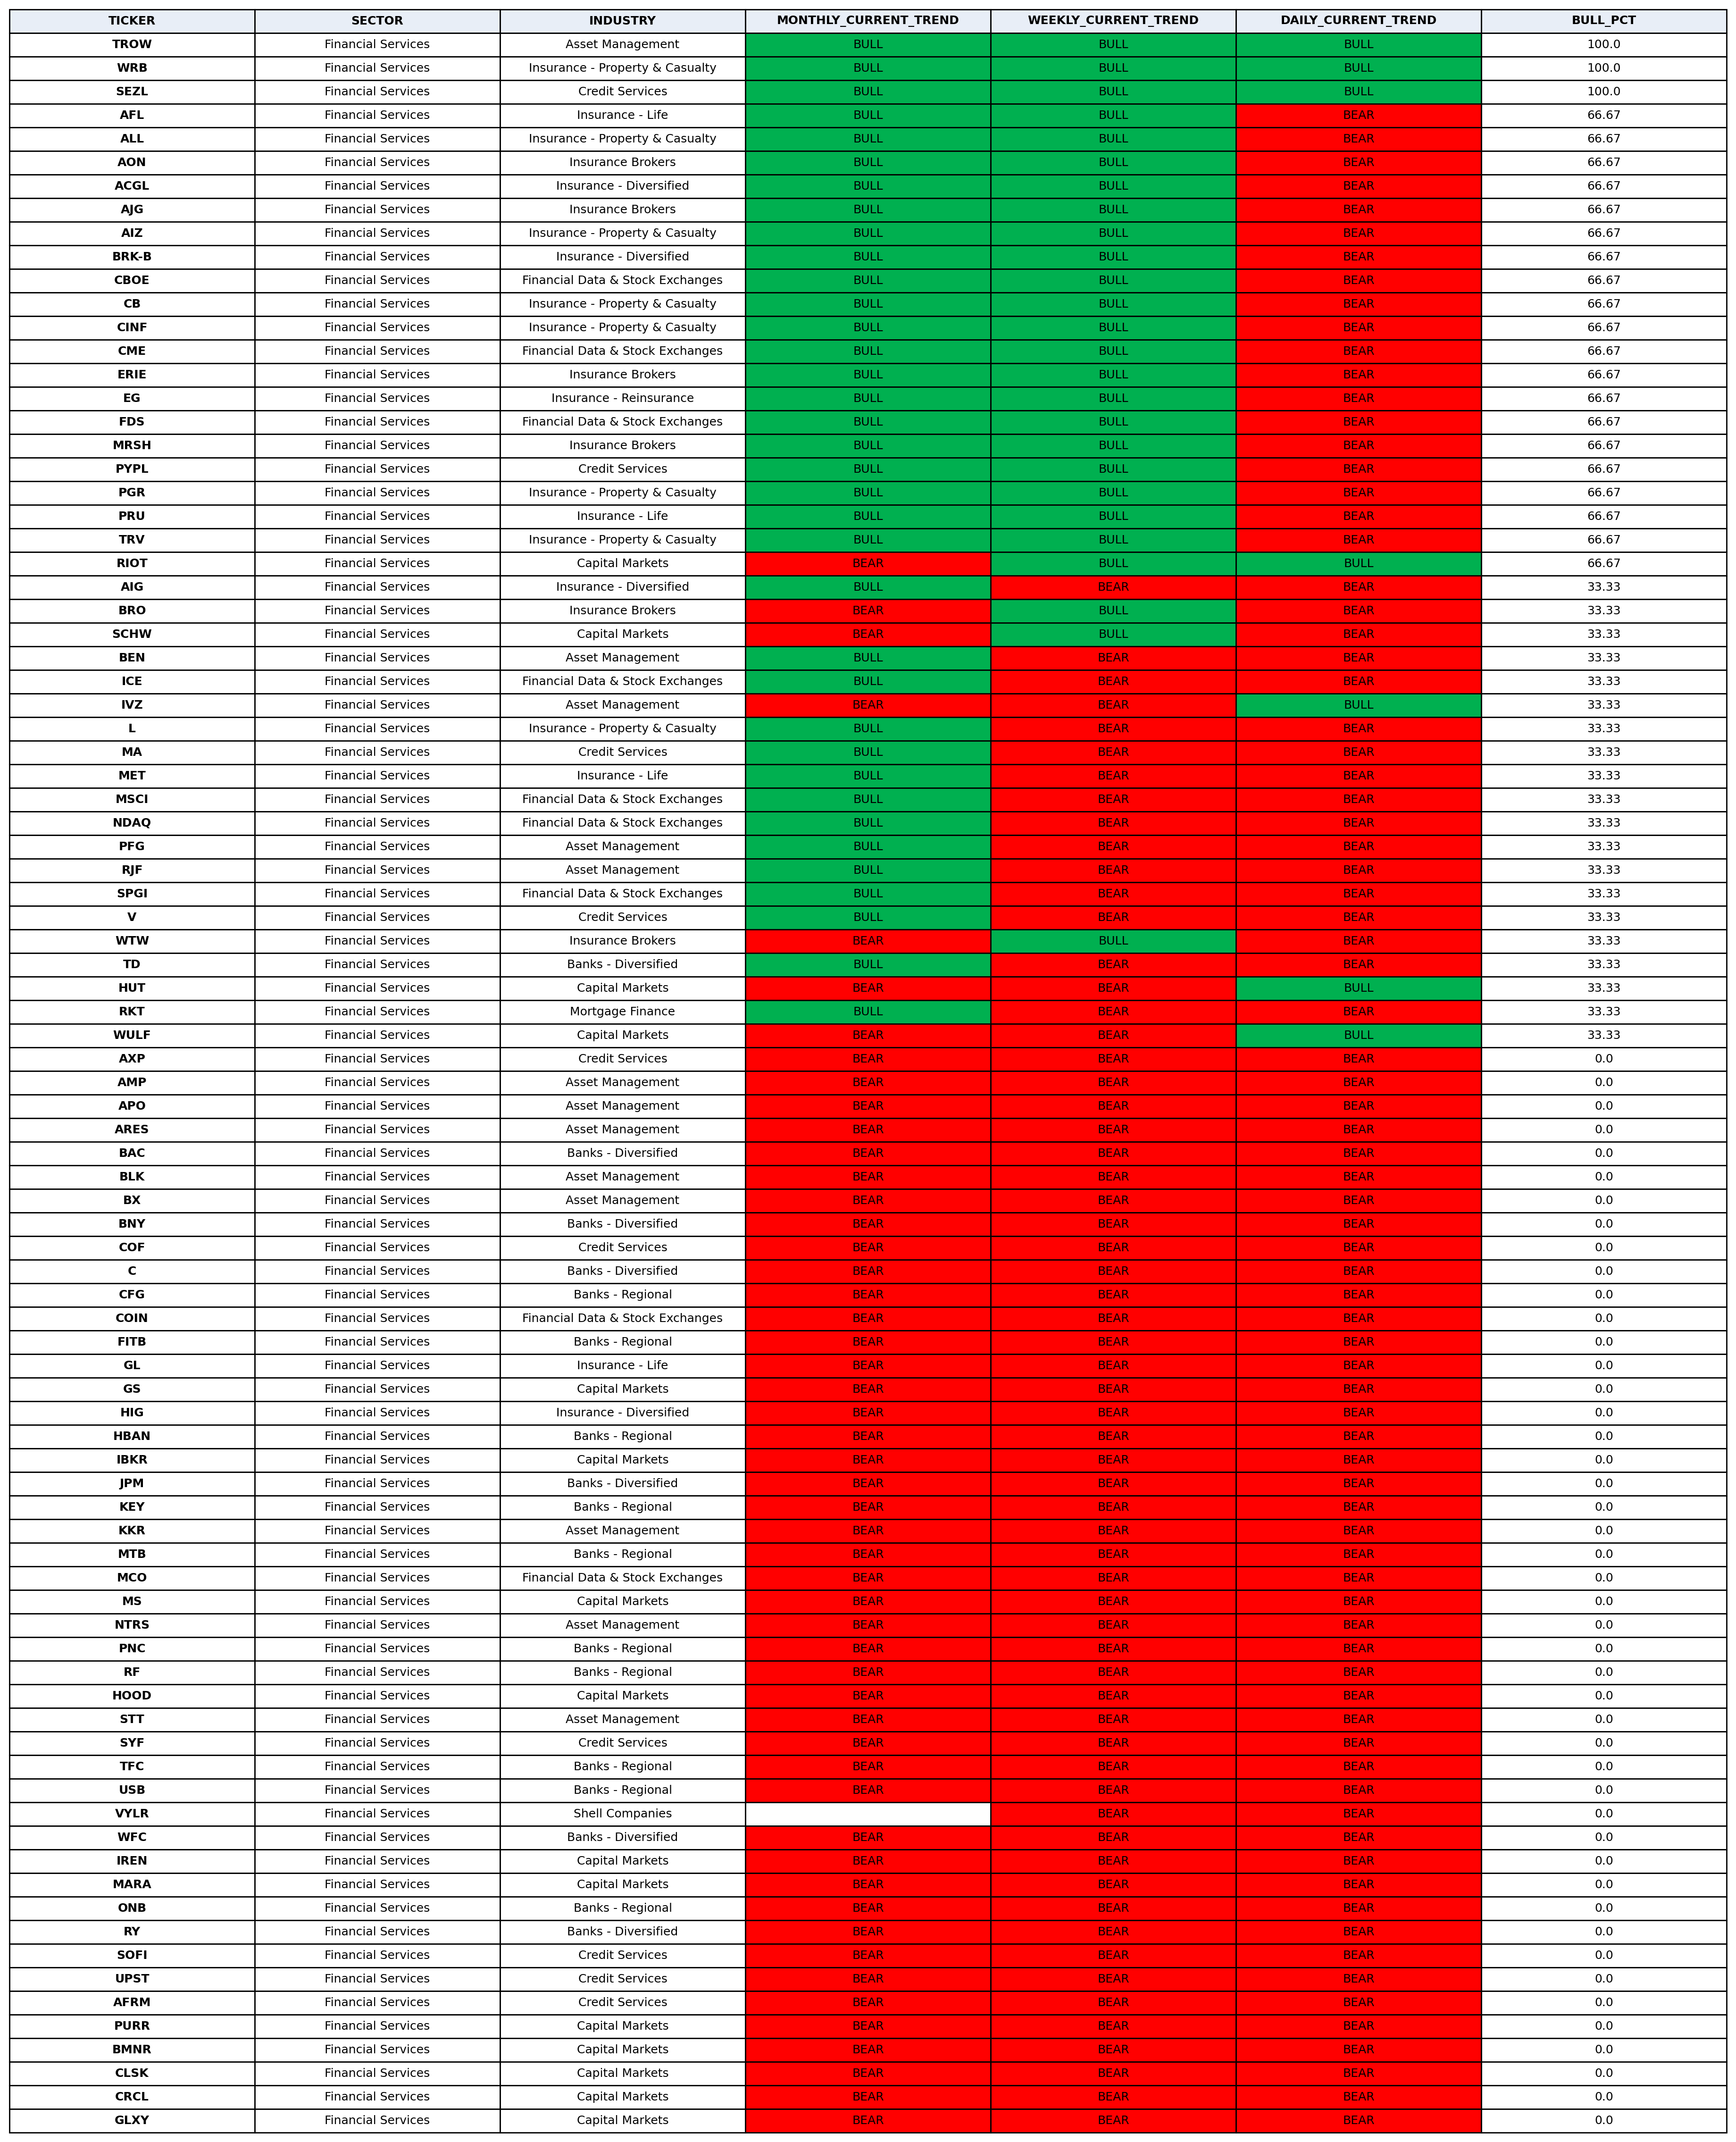 TICKER SECTOR INDUSTRY MONTHLY_CURRENT_TREND WEEKLY_CURRENT_TREND DAILY_CURRENT_TREND BULL_PCT
TROW Financial Services Asset Management BULL BULL BULL 100.0
WRB Financial Services Insurance - Property & Casualty BULL BULL BULL 100.0
SEZL Financial Services Credit Services BULL BULL BULL 100.0
AFL Financial Services Insurance - Life BULL BULL BEAR 66.67
ALL Financial Services Insurance - Property & Casualty BULL BULL BEAR 66.67
AON Financial Services Insurance Brokers BULL BULL BEAR 66.67
ACGL Financial Services Insurance - Diversified BULL BULL BEAR 66.67
AJG Financial Services Insurance Brokers BULL BULL BEAR 66.67
AIZ Financial Services Insurance - Property & Casualty BULL BULL BEAR 66.67
BRK-B Financial Services Insurance - Diversified BULL BULL BEAR 66.67
CBOE Financial Services Financial Data & Stock Exchanges BULL BULL BEAR 66.67
CB Financial Services Insurance - Property & Casualty BULL BULL BEAR 66.67
CINF Financial Services Insurance - Property & Casualty BULL BULL BEAR 66.67
CME Financial Services Financial Data & Stock Exchanges BULL BULL BEAR 66.67
ERIE Financial Services Insurance Brokers BULL BULL BEAR 66.67
EG Financial Services Insurance - Reinsurance BULL BULL BEAR 66.67
FDS Financial Services Financial Data & Stock Exchanges BULL BULL BEAR 66.67
MRSH Financial Services Insurance Brokers BULL BULL BEAR 66.67
PYPL Financial Services Credit Services BULL BULL BEAR 66.67
PGR Financial Services Insurance - Property & Casualty BULL BULL BEAR 66.67
PRU Financial Services Insurance - Life BULL BULL BEAR 66.67
TRV Financial Services Insurance - Property & Casualty BULL BULL BEAR 66.67
RIOT Financial Services Capital Markets BEAR BULL BULL 66.67
AIG Financial Services Insurance - Diversified BULL BEAR BEAR 33.33
BRO Financial Services Insurance Brokers BEAR BULL BEAR 33.33
SCHW Financial Services Capital Markets BEAR BULL BEAR 33.33
BEN Financial Services Asset Management BULL BEAR BEAR 33.33
ICE Financial Services Financial Data & Stock Exchanges BULL BEAR BEAR 33.33
IVZ Financial Services Asset Management BEAR BEAR BULL 33.33
L Financial Services Insurance - Property & Casualty BULL BEAR BEAR 33.33
MA Financial Services Credit Services BULL BEAR BEAR 33.33
MET Financial Services Insurance - Life BULL BEAR BEAR 33.33
MSCI Financial Services Financial Data & Stock Exchanges BULL BEAR BEAR 33.33
NDAQ Financial Services Financial Data & Stock Exchanges BULL BEAR BEAR 33.33
PFG Financial Services Asset Management BULL BEAR BEAR 33.33
RJF Financial Services Asset Management BULL BEAR BEAR 33.33
SPGI Financial Services Financial Data & Stock Exchanges BULL BEAR BEAR 33.33
V Financial Services Credit Services BULL BEAR BEAR 33.33
WTW Financial Services Insurance Brokers BEAR BULL BEAR 33.33
TD Financial Services Banks - Diversified BULL BEAR BEAR 33.33
HUT Financial Services Capital Markets BEAR BEAR BULL 33.33
RKT Financial Services Mortgage Finance BULL BEAR BEAR 33.33
WULF Financial Services Capital Markets BEAR BEAR BULL 33.33
AXP Financial Services Credit Services BEAR BEAR BEAR 0.0
AMP Financial Services Asset Management BEAR BEAR BEAR 0.0
APO Financial Services Asset Management BEAR BEAR BEAR 0.0
ARES Financial Services Asset Management BEAR BEAR BEAR 0.0
BAC Financial Services Banks - Diversified BEAR BEAR BEAR 0.0
BLK Financial Services Asset Management BEAR BEAR BEAR 0.0
BX Financial Services Asset Management BEAR BEAR BEAR 0.0
BNY Financial Services Banks - Diversified BEAR BEAR BEAR 0.0
COF Financial Services Credit Services BEAR BEAR BEAR 0.0
C Financial Services Banks - Diversified BEAR BEAR BEAR 0.0
CFG Financial Services Banks - Regional BEAR BEAR BEAR 0.0
COIN Financial Services Financial Data & Stock Exchanges BEAR BEAR BEAR 0.0
FITB Financial Services Banks - Regional BEAR BEAR BEAR 0.0
GL Financial Services Insurance - Life BEAR BEAR BEAR 0.0
GS Financial Services Capital Markets BEAR BEAR BEAR 0.0
HIG Financial Services Insurance - Diversified BEAR BEAR BEAR 0.0
HBAN Financial Services Banks - Regional BEAR BEAR BEAR 0.0
IBKR Financial Services Capital Markets BEAR BEAR BEAR 0.0
JPM Financial Services Banks - Diversified BEAR BEAR BEAR 0.0
KEY Financial Services Banks - Regional BEAR BEAR BEAR 0.0
KKR Financial Services Asset Management BEAR BEAR BEAR 0.0
MTB Financial Services Banks - Regional BEAR BEAR BEAR 0.0
MCO Financial Services Financial Data & Stock Exchanges BEAR BEAR BEAR 0.0
MS Financial Services Capital Markets BEAR BEAR BEAR 0.0
NTRS Financial Services Asset Management BEAR BEAR BEAR 0.0
PNC Financial Services Banks - Regional BEAR BEAR BEAR 0.0
RF Financial Services Banks - Regional BEAR BEAR BEAR 0.0
HOOD Financial Services Capital Markets BEAR BEAR BEAR 0.0
STT Financial Services Asset Management BEAR BEAR BEAR 0.0
SYF Financial Services Credit Services BEAR BEAR BEAR 0.0
TFC Financial Services Banks - Regional BEAR BEAR BEAR 0.0
USB Financial Services Banks - Regional BEAR BEAR BEAR 0.0
VYLR Financial Services Shell Companies BEAR BEAR 0.0
WFC Financial Services Banks - Diversified BEAR BEAR BEAR 0.0
IREN Financial Services Capital Markets BEAR BEAR BEAR 0.0
MARA Financial Services Capital Markets BEAR BEAR BEAR 0.0
ONB Financial Services Banks - Regional BEAR BEAR BEAR 0.0
RY Financial Services Banks - Diversified BEAR BEAR BEAR 0.0
SOFI Financial Services Credit Services BEAR BEAR BEAR 0.0
UPST Financial Services Credit Services BEAR BEAR BEAR 0.0
AFRM Financial Services Credit Services BEAR BEAR BEAR 0.0
PURR Financial Services Capital Markets BEAR BEAR BEAR 0.0
BMNR Financial Services Capital Markets BEAR BEAR BEAR 0.0
CLSK Financial Services Capital Markets BEAR BEAR BEAR 0.0
CRCL Financial Services Capital Markets BEAR BEAR BEAR 0.0
GLXY Financial Services Capital Markets BEAR BEAR BEAR 0.0